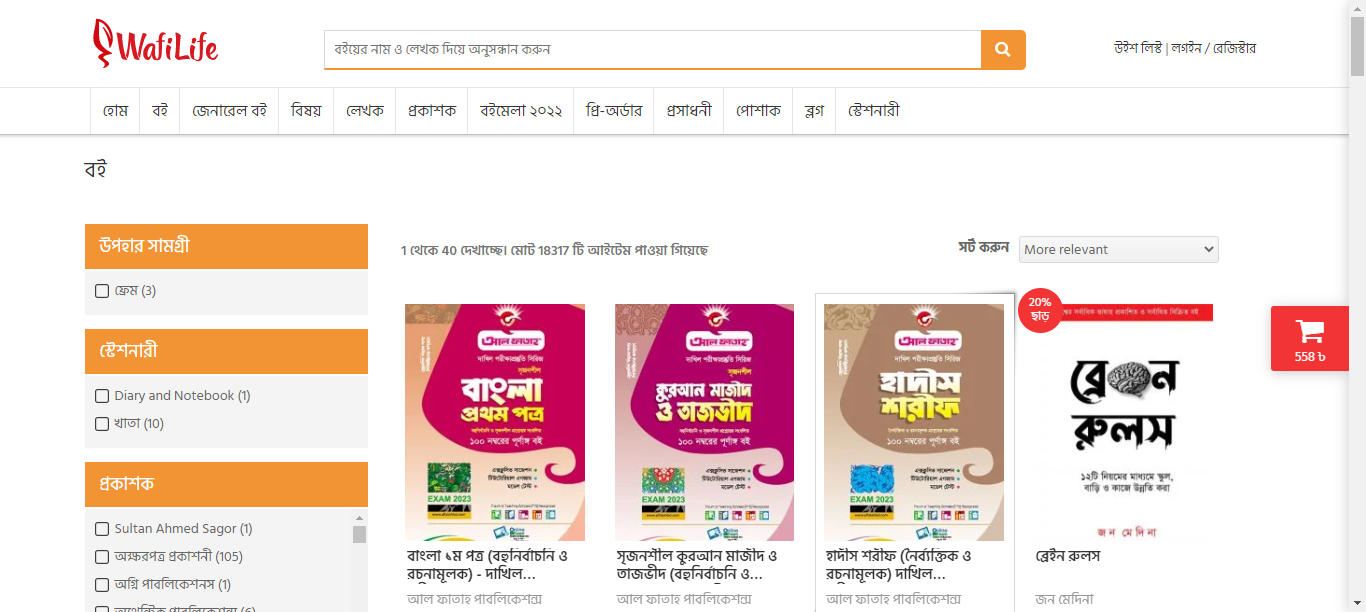 WafiLife
বইয়ের নাম ও লেখক দিয়ে অনুসন্ধান করুন
উইশ লিস্ট | লগইন / রেজিস্টার
হোম বই জেনারেল বই বিষয় লেখক প্রকাশক বইমেলা ২০২২ প্রি-অর্ডার প্রসাধনী পোশাক ব্লগ স্টেশনারী
বই
উপহার সামগ্রী
ফ্রেম (3)
স্টেশনারী
Diary and Notebook (1)
খাতা (10)
প্রকাশক
Sultan Ahmed Sagor (1)
অক্ষরপত্র প্রকাশনী (105)
অগ্নি পাবলিকেশনস (1)
1 থেকে 40 দেখাচ্ছে। মোট 18317 টি আইটেম পাওয়া গিয়েছে
সর্ট করুন More relevant
আল ফাতাহ
দাখিল পরীক্ষাপ্রস্তুতি সিরিজ
সৃজনশীল
বাংলা
প্রথম পত্র
১০০ নম্বরের পূর্ণাঙ্গ বই
EXAM 2023
বাংলা ১ম পত্র (বহুনির্বাচনি ও
রচনামূলক) - দাখিল...
আল ফাতাহ পাবলিকেশন্স
আল ফাতাহ
দাখিল পরীক্ষাপ্রস্তুতি সিরিজ
সৃজনশীল
কুরআন মাজীদ
ও তাজভীদ
১০০ নম্বরের পূর্ণাঙ্গ বই
EXAM 2023
সৃজনশীল কুরআন মাজীদ ও
তাজভীদ (বহুনির্বাচনি ও...
আল ফাতাহ পাবলিকেশন্স
আল ফাতাহ
দাখিল পরীক্ষাপ্রস্তুতি সিরিজ
হাদীস
শরীফ
১০০ নম্বরের পূর্ণাঙ্গ বই
EXAM 2023
হাদীস শরীফ (নৈর্ব্যক্তিক ও
রচনামূলক) দাখিল...
আল ফাতাহ পাবলিকেশন্স
20%
ছাড়
ব্রেন
রুলস
১২টি নিয়মের মাধ্যমে স্কুল,
বাড়ি ও কাজে উন্নতি করা
জন মেদিনা
ব্রেইন রুলস
জন মেদিনা
558 ৳